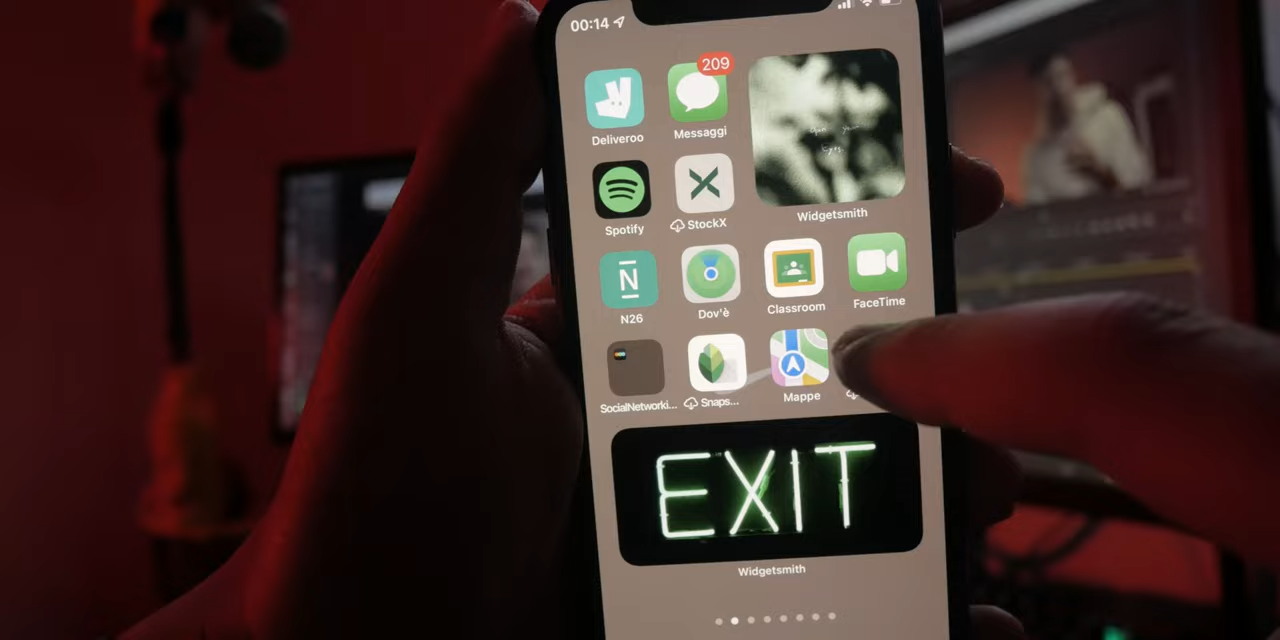 00:14
209
Deliveroo
Messaggi
Spotify
StockX
Widgetsmith
N
N26
Dov'è
Classroom
FaceTime
SocialNetworki...
Snaps...
Mappe
EXIT
Widgetsmith